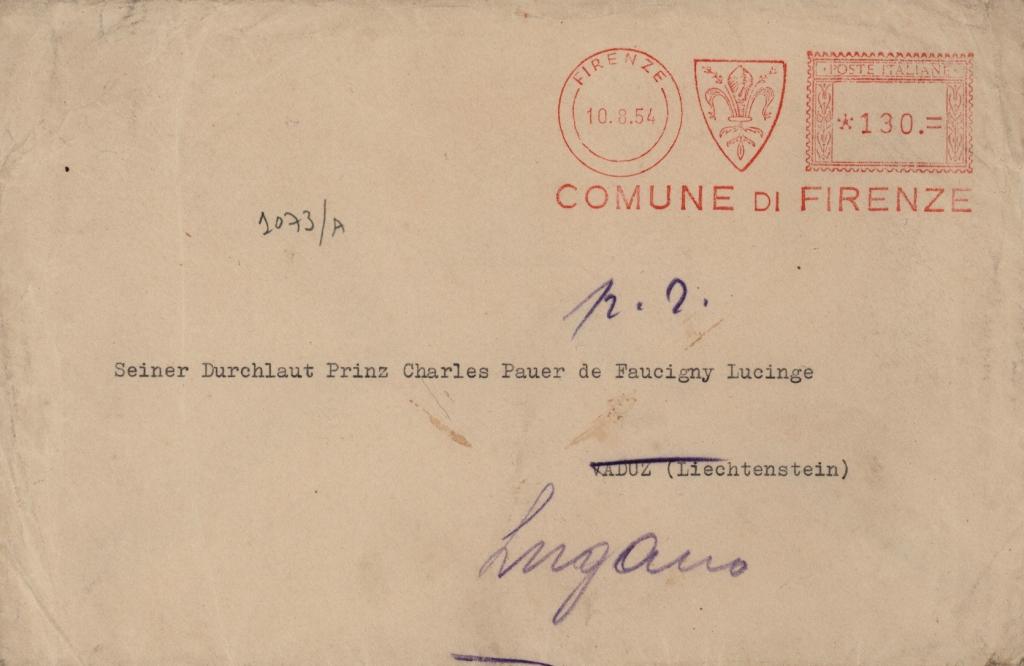 FIRENZE
10.8.54
POSTE ITALIANE
*130.=
COMUNE DI FIRENZE
1073/A
p. r.
Seiner Durchlaut Prinz Charles Pauer de Faucigny Lucinge
VADUZ (Liechtenstein)
Lugano